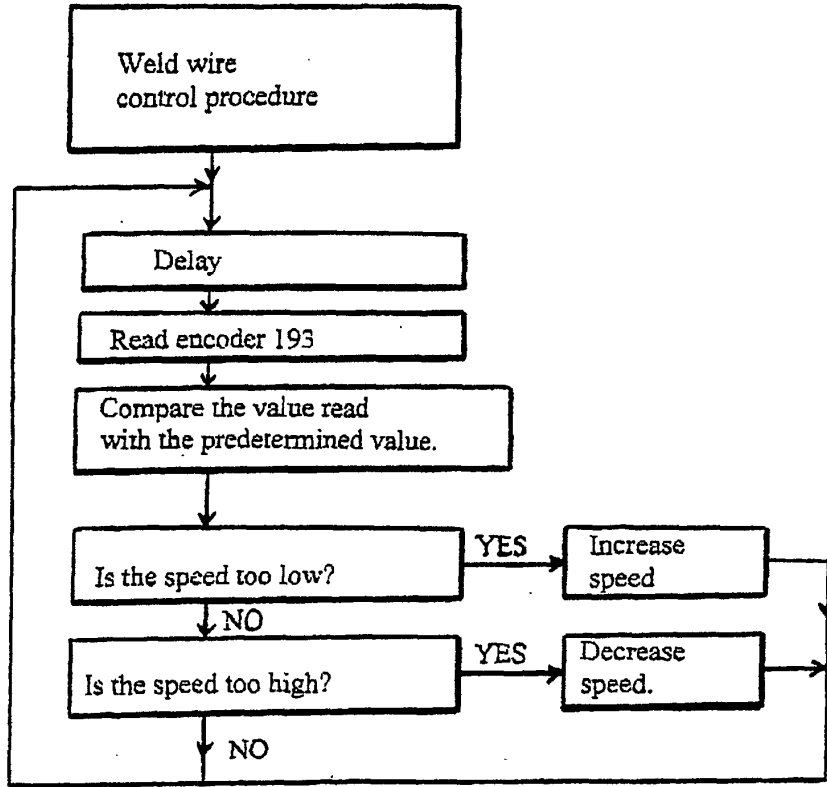 Weld wire
control procedure
Delay
Read encoder 193
Compare the value read
with the predetermined value.
Is the speed too low?
YES
Increase
speed
NO
Is the speed too high?
YES
Decrease
speed.
NO